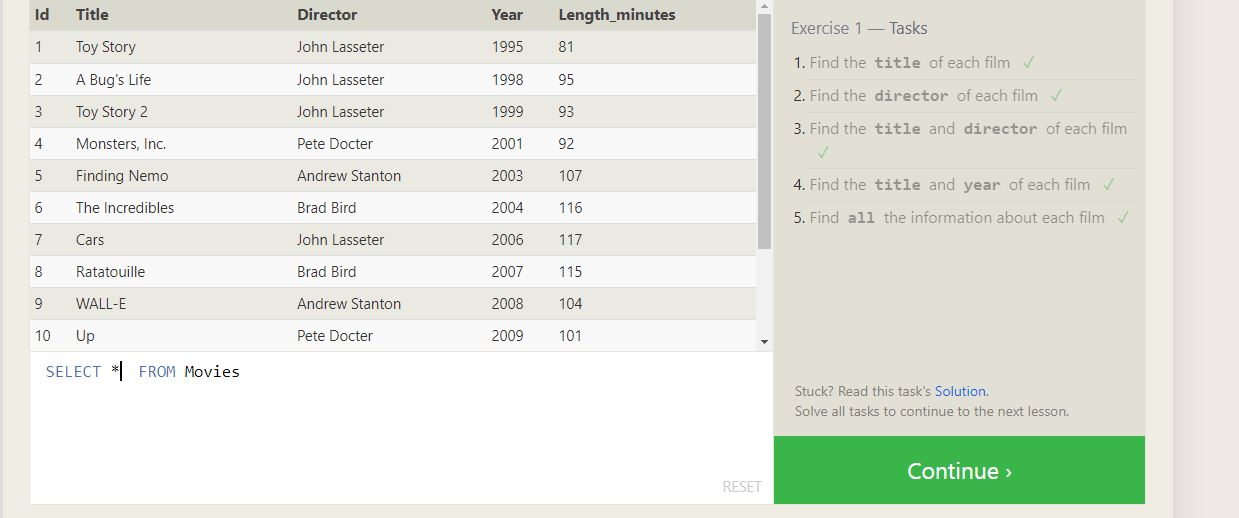 Id Title Director Year Length_minutes
1 Toy Story John Lasseter 1995 81
2 A Bug's Life John Lasseter 1998 95
3 Toy Story 2 John Lasseter 1999 93
4 Monsters, Inc. Pete Docter 2001 92
5 Finding Nemo Andrew Stanton 2003 107
6 The Incredibles Brad Bird 2004 116
7 Cars John Lasseter 2006 117
8 Ratatouille Brad Bird 2007 115
9 WALL-E Andrew Stanton 2008 104
10 Up Pete Docter 2009 101
SELECT * FROM Movies
RESET
Exercise 1 — Tasks
1. Find the title of each film ✓
2. Find the director of each film ✓
3. Find the title and director of each film
✓
4. Find the title and year of each film ✓
5. Find all the information about each film ✓
Stuck? Read this task's Solution.
Solve all tasks to continue to the next lesson.
Continue ›